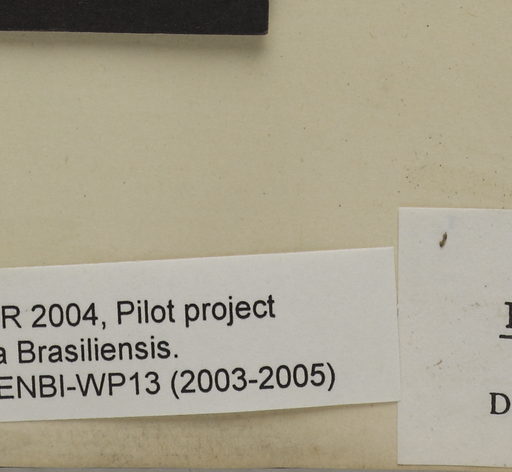 R 2004, Pilot project
a Brasiliensis.
ENBI-WP13 (2003-2005)
D